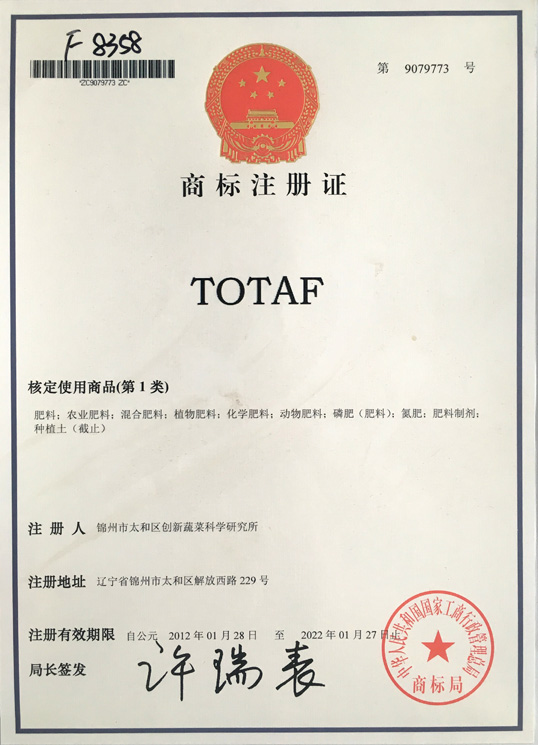 F 8358
*ZC9079773 ZC*
第 9079773 号
商标注册证
TOTAF
核定使用商品(第 1 类)
肥料；农业肥料；混合肥料；植物肥料；化学肥料；动物肥料；磷肥（肥料）；氮肥；肥料制剂；
种植土（截止）
注 册 人 锦州市太和区创新蔬菜科学研究所
注册地址 辽宁省锦州市太和区解放西路 229 号
注册有效期限 自公元 2012 年 01 月 28 日 至 2022 年 01 月 27 日止
局长签发 许瑞表
中华人民共和国国家工商行政管理总局
商标局